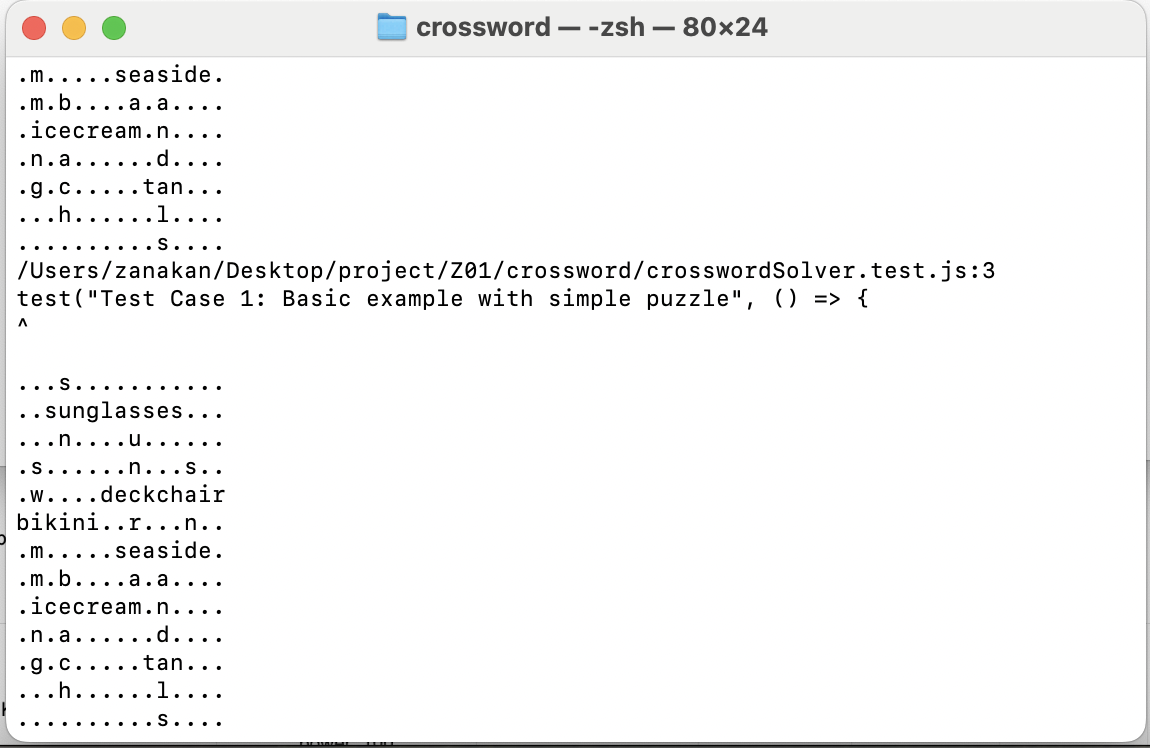 crossword — -zsh — 80×24
.m.....seaside.
.m.b....a.a....
.icecream.n....
.n.a......d....
.g.c.....tan...
...h......l....
..........s....
/Users/zanakan/Desktop/project/Z01/crossword/crosswordSolver.test.js:3
test("Test Case 1: Basic example with simple puzzle", () => {
^
...s...........
..sunglasses...
...n....u......
.s......n...s..
.w....deckchair
bikini..r...n..
.m.....seaside.
.m.b....a.a....
.icecream.n....
.n.a......d....
.g.c.....tan...
...h......l....
..........s....